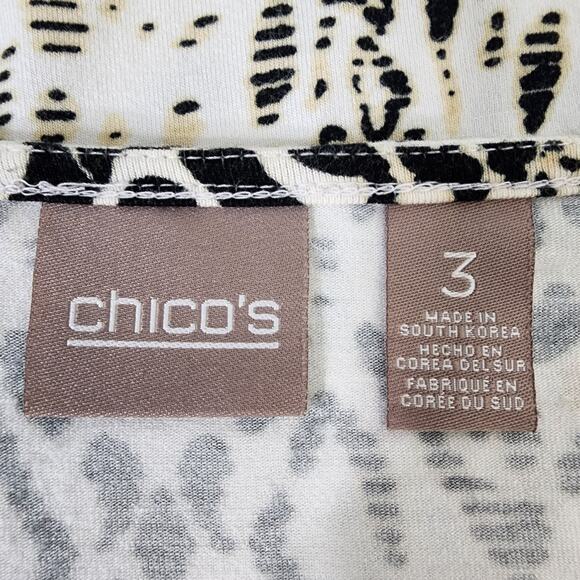 chico's
3
MADE IN
SOUTH KOREA
HECHO EN
COREA DEL SUR
FABRIQUÉ EN
CORÉE DU SUD